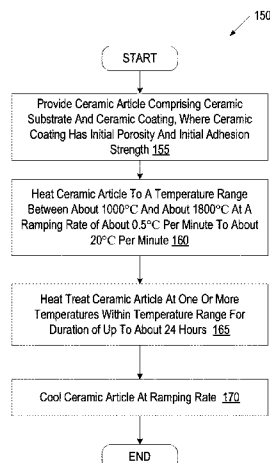 150
START
Provide Ceramic Article Comprising Ceramic
Substrate And Ceramic Coating, Where Ceramic
Coating Has Initial Porosity And Initial Adhesion
Strength 155
Heat Ceramic Article To A Temperature Range
Between About 1000°C And About 1800°C At A
Ramping Rate of About 0.5°C Per Minute To About
20°C Per Minute 160
Heat Treat Ceramic Article At One Or More
Temperatures Within Temperature Range For
Duration of Up To About 24 Hours 165
Cool Ceramic Article At Ramping Rate 170
END